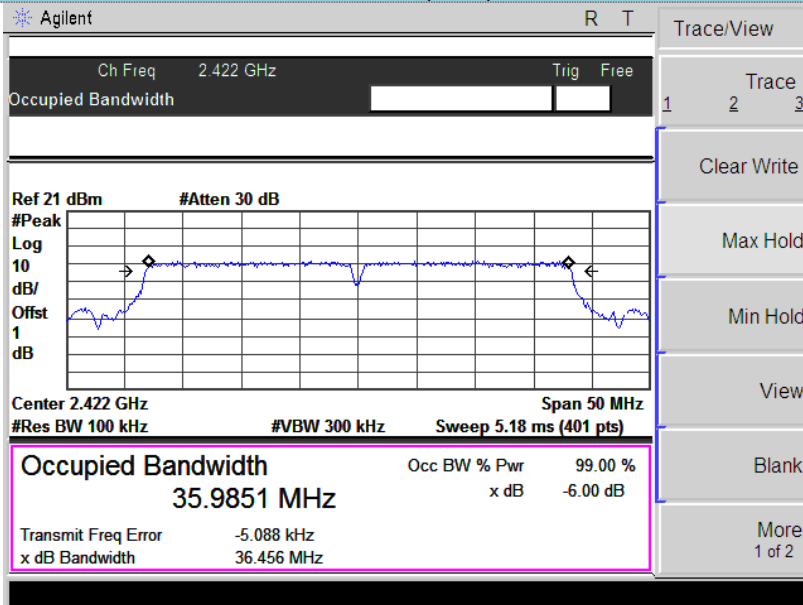 Agilent R T
Trace/View
Ch Freq 2.422 GHz Trig Free
Occupied Bandwidth
Trace
1 2 3
Clear Write
Ref 21 dBm #Atten 30 dB
#Peak
Log
10
dB/
Offst
1
dB
Max Hold
Min Hold
View
Center 2.422 GHz Span 50 MHz
#Res BW 100 kHz #VBW 300 kHz Sweep 5.18 ms (401 pts)
Occupied Bandwidth Occ BW % Pwr 99.00 %
35.9851 MHz x dB -6.00 dB
Blank
Transmit Freq Error -5.088 kHz
x dB Bandwidth 36.456 MHz
More
1 of 2